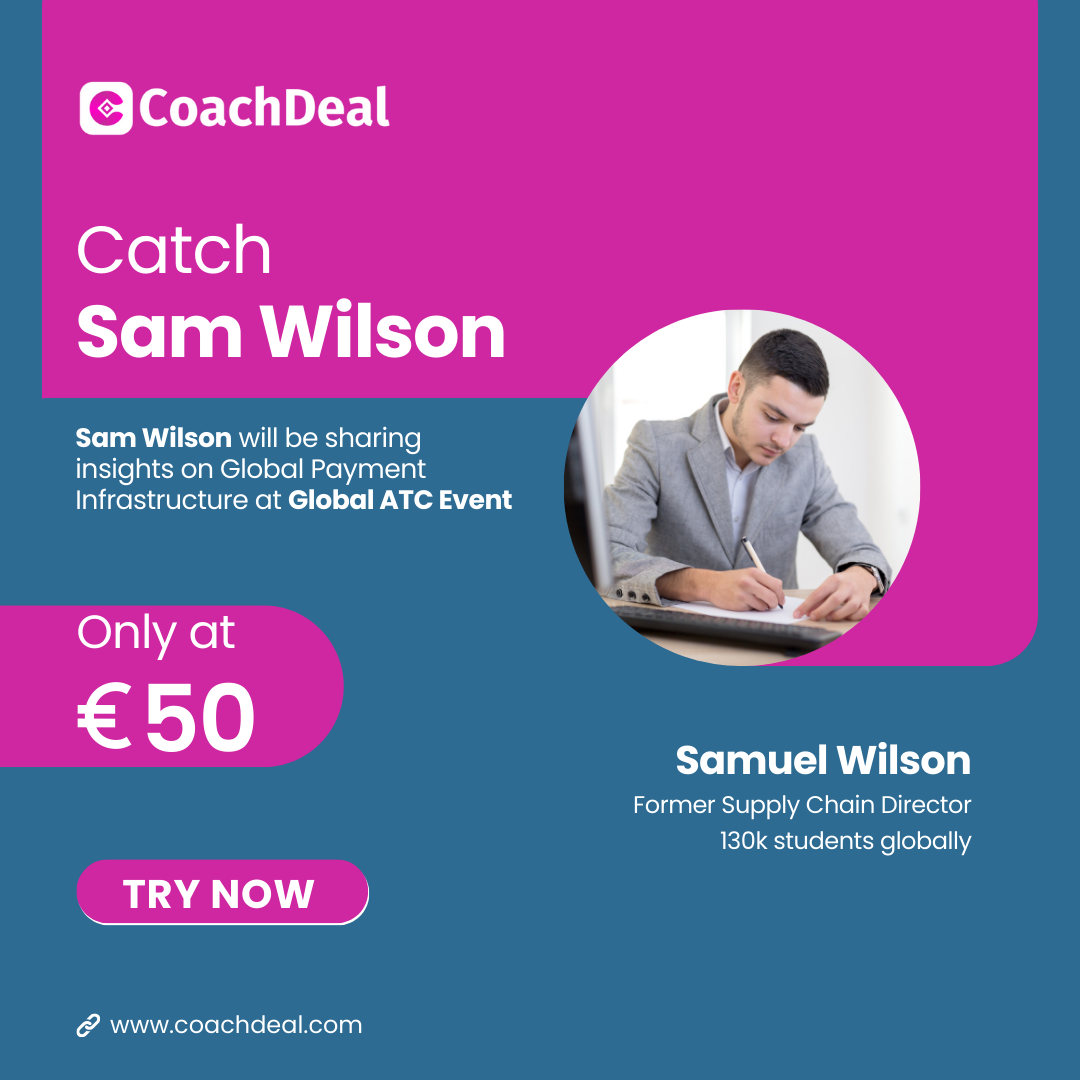 CoachDeal
Catch
Sam Wilson
Sam Wilson will be sharing
insights on Global Payment
Infrastructure at Global ATC Event
Only at
€50
Samuel Wilson
Former Supply Chain Director
130k students globally
TRY NOW
www.coachdeal.com